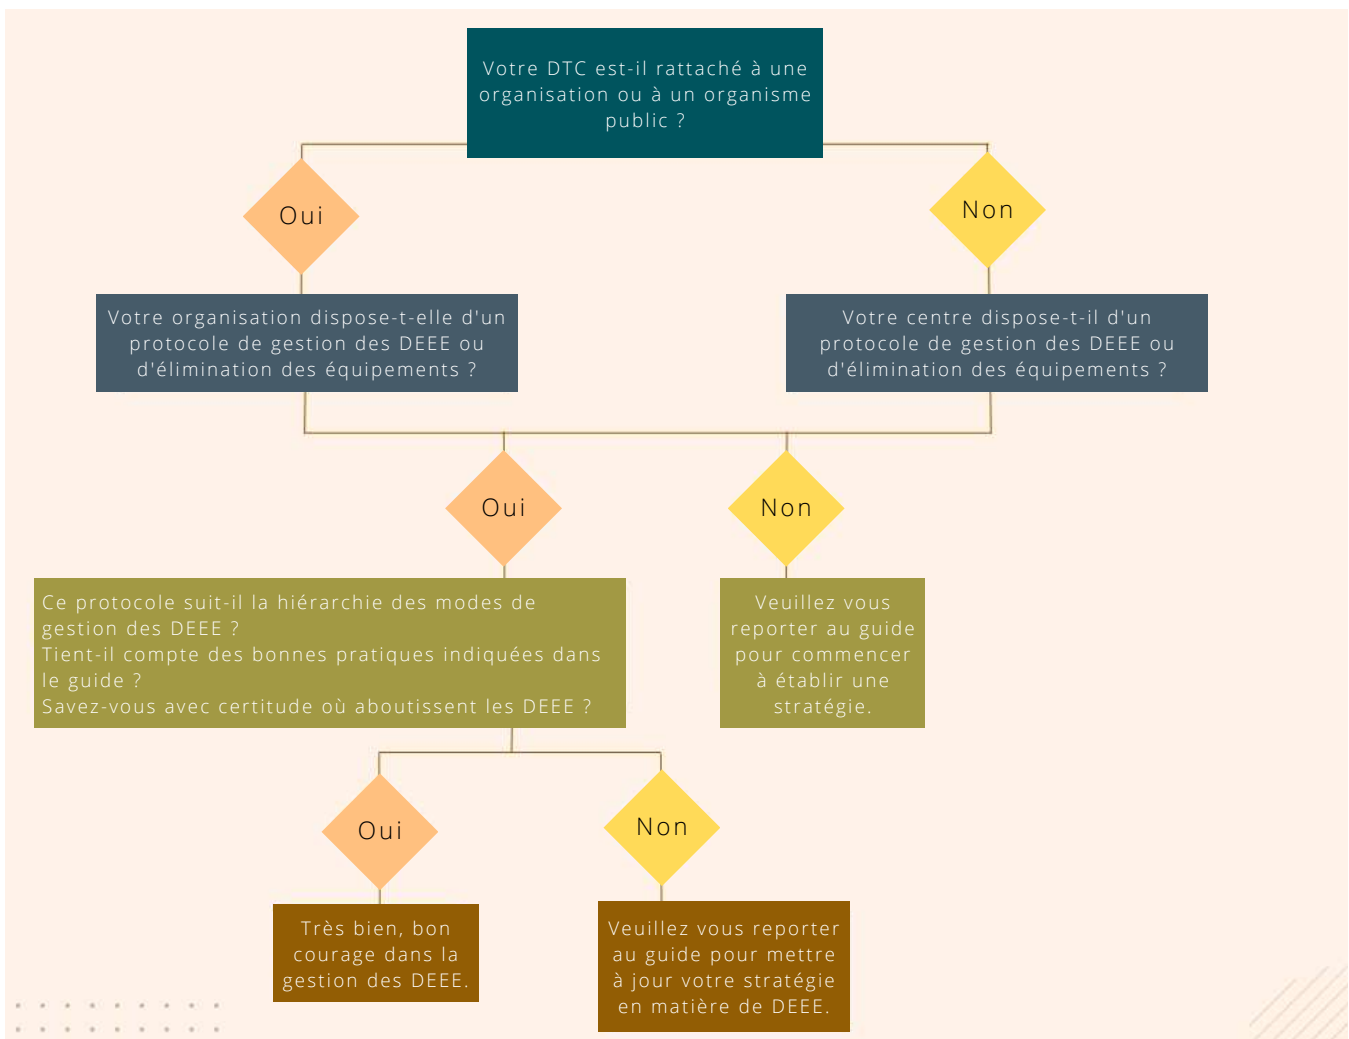 Votre DTC est-il rattaché à une
organisation ou à un organisme
public ?
Oui
Non
Votre organisation dispose-t-elle d'un
protocole de gestion des DEEE ou
d'élimination des équipements ?
Votre centre dispose-t-il d'un
protocole de gestion des DEEE ou
d'élimination des équipements ?
Oui
Non
Ce protocole suit-il la hiérarchie des modes de
gestion des DEEE ?
Tient-il compte des bonnes pratiques indiquées dans
le guide ?
Savez-vous avec certitude où aboutissent les DEEE ?
Veuillez vous
reporter au guide
pour commencer
à établir une
stratégie.
Oui
Non
Très bien, bon
courage dans la
gestion des DEEE.
Veuillez vous reporter
au guide pour mettre
à jour votre stratégie
en matière de DEEE.